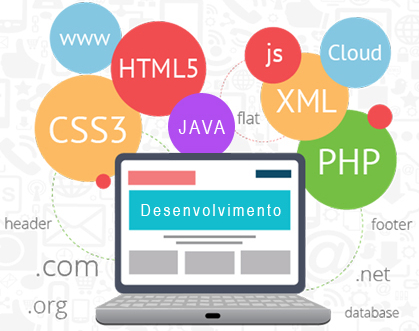 www
HTML5
js
Cloud
CSS3
JAVA
flat
XML
PHP
Desenvolvimento
header
footer
.com
.net
.org
database